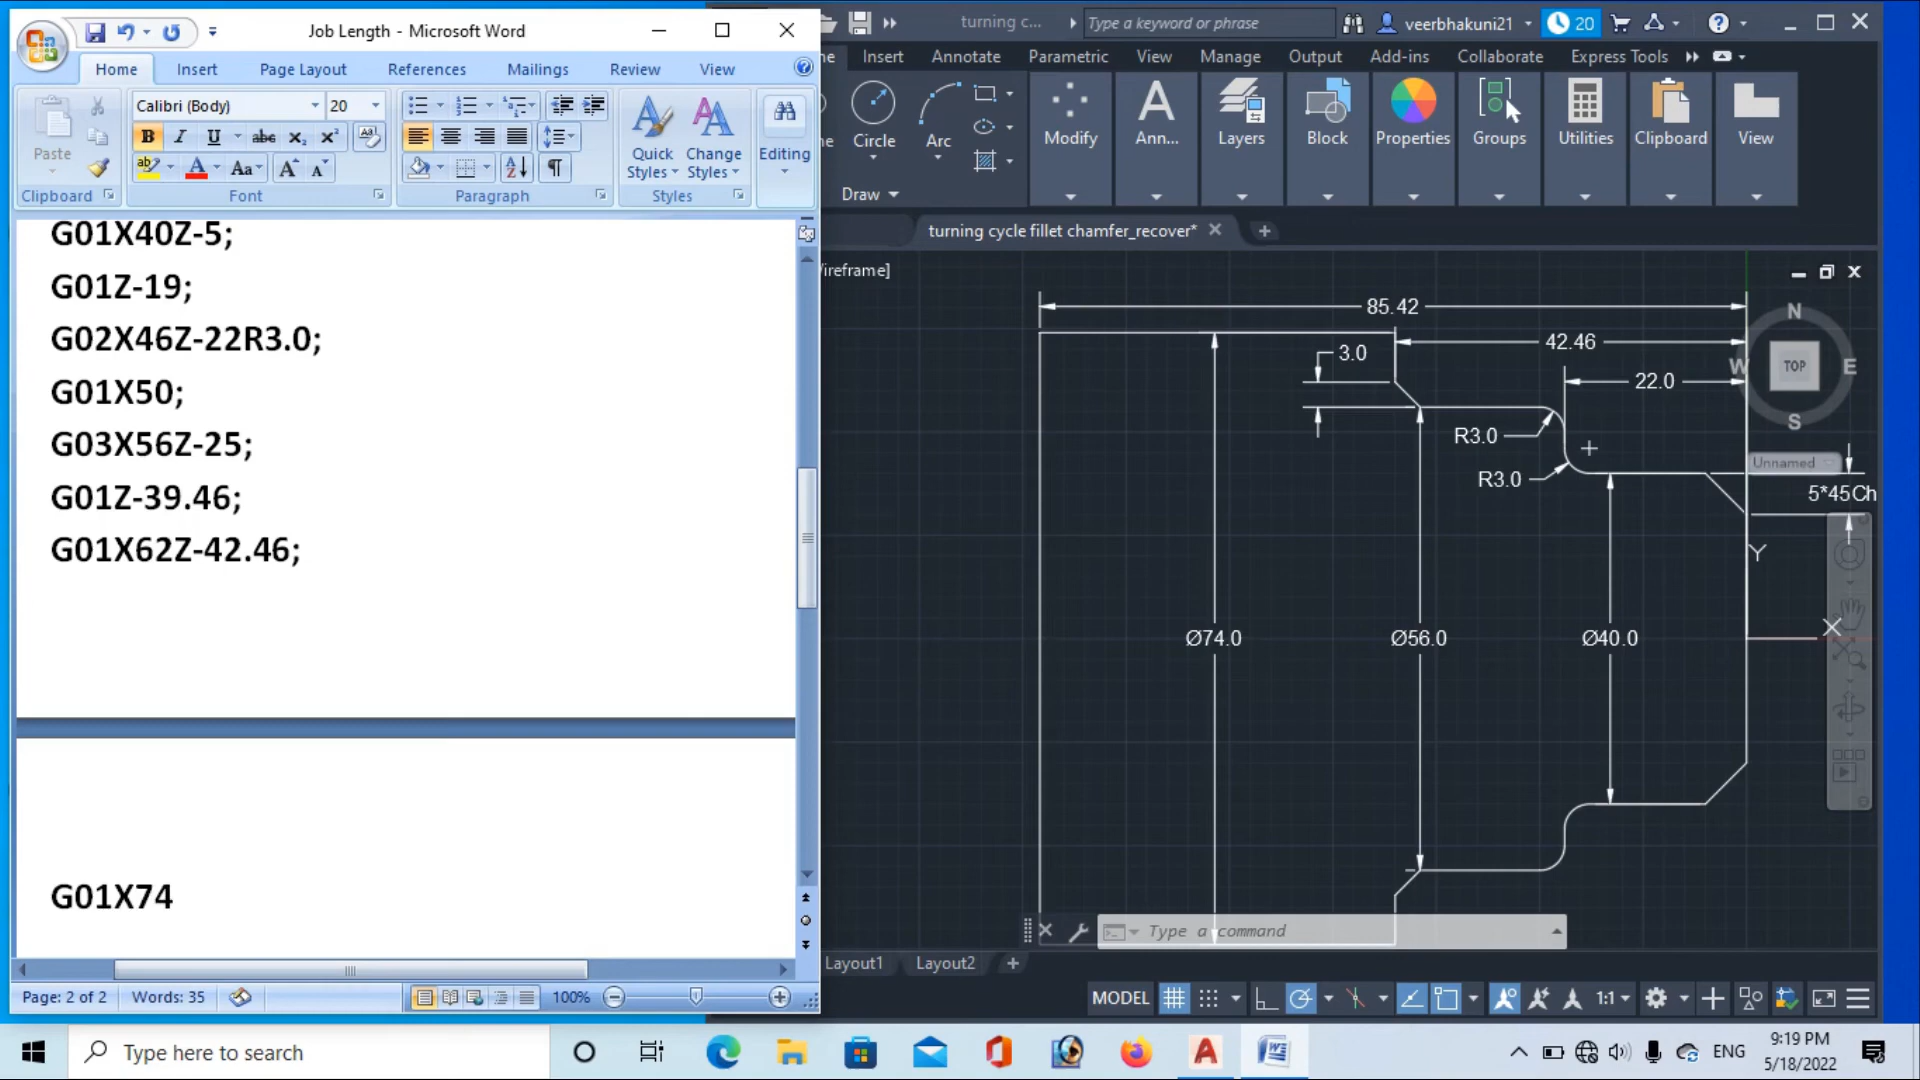 Job Length - Microsoft Word
Home
Insert
Page Layout
References
Mailings
Review
View
Paste
Clipboard
Calibri (Body)
20
Font
Paragraph
Quick Styles
Change Styles
Styles
Editing
G01X40Z-5;
G01Z-19;
G02X46Z-22R3.0;
G01X50;
G03X56Z-25;
G01Z-39.46;
G01X62Z-42.46;
G01X74
Page: 2 of 2
Words: 35
100%
turning c...
Type a keyword or phrase
veerbhakuni21
20
Insert
Annotate
Parametric
View
Manage
Output
Add-ins
Collaborate
Express Tools
Circle
Arc
Draw
Modify
Ann...
Layers
Block
Properties
Groups
Utilities
Clipboard
View
turning cycle fillet chamfer_recover*
ireframe]
85.42
42.46
3.0
22.0
R3.0
R3.0
5*45Ch
Ø74.0
Ø56.0
Ø40.0
N
W
TOP
E
S
Unnamed
Y
X
Type a command
Layout1
Layout2
MODEL
1:1
Type here to search
ENG
9:19 PM
5/18/2022